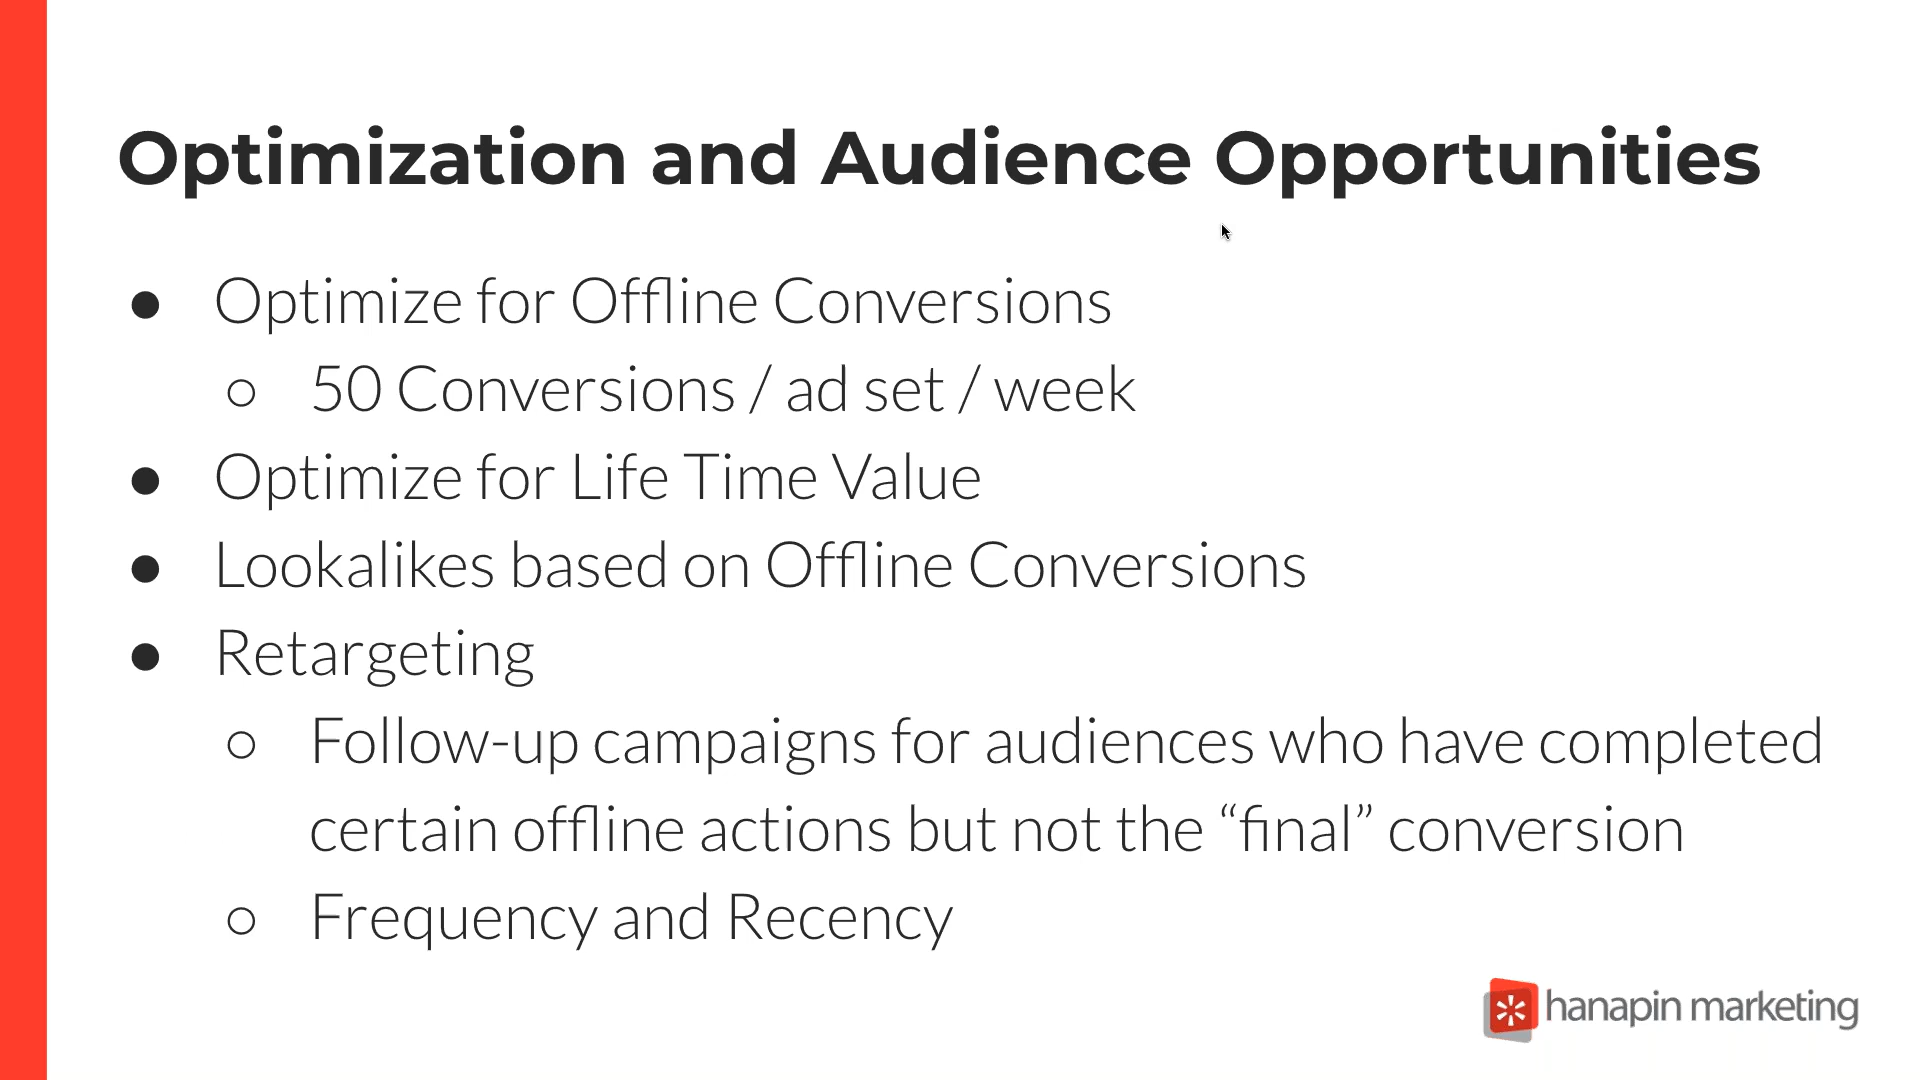 Optimization and Audience Opportunities
● Optimize for Offline Conversions
○ 50 Conversions / ad set / week
● Optimize for Life Time Value
● Lookalikes based on Offline Conversions
● Retargeting
○ Follow-up campaigns for audiences who have completed
certain offline actions but not the “final” conversion
○ Frequency and Recency
hanapin marketing